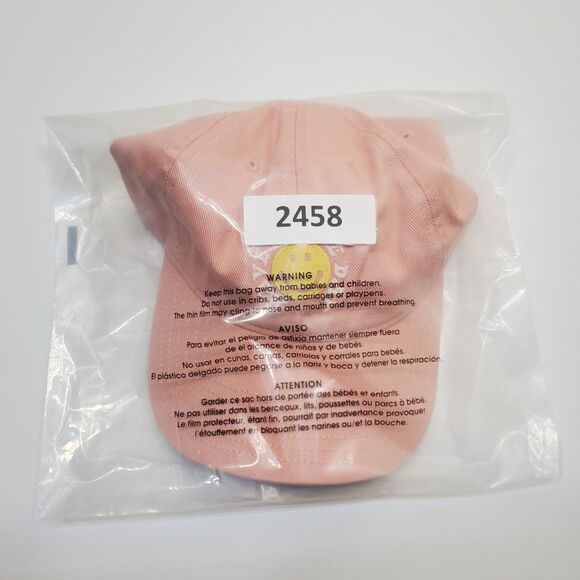 2458
WARNING
Keep this bag away from babies and children.
Do not use in cribs, beds, carriages or playpens.
The thin film may cling to nose and mouth and prevent breathing.
AVISO
Para evitar el peligro de asfixia mantener siempre fuera
de el alcance de niños y de bebés.
No usar en cunas, camas, carriolas y corrales para bebés.
El plástico delgado puede pegarse a la nariz y boca y detener la respiración.
ATTENTION
Garder ce sac hors de portée des bébés et enfants.
Ne pas utiliser dans les berceaux, lits, poussettes ou parcs à bébé.
Le film protecteur, étant fin, pourrait par inadvertance provoquer
l'étouffement en bloquant les narines ou/et la bouche.